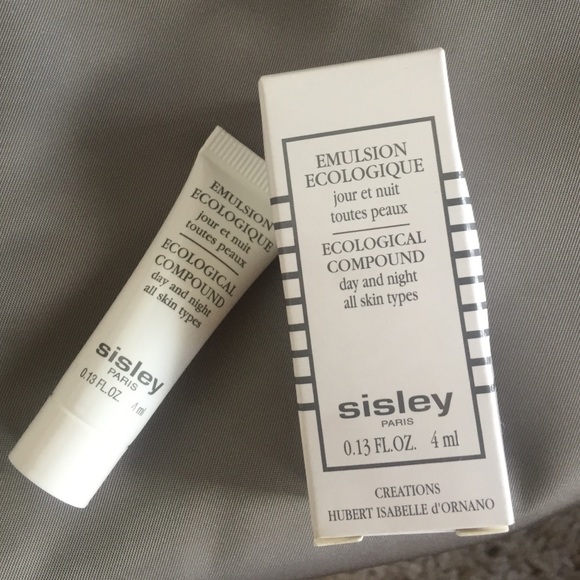 EMULSION
ECOLOGIQUE
jour et nuit
toutes peaux
ECOLOGICAL
COMPOUND
day and night
all skin types
sisley
PARIS
0.13 FL.OZ. 4 ml
EMULSION
ECOLOGIQUE
jour et nuit
toutes peaux
ECOLOGICAL
COMPOUND
day and night
all skin types
sisley
PARIS
0.13 FL.OZ. 4 ml
CREATIONS
HUBERT ISABELLE d'ORNANO